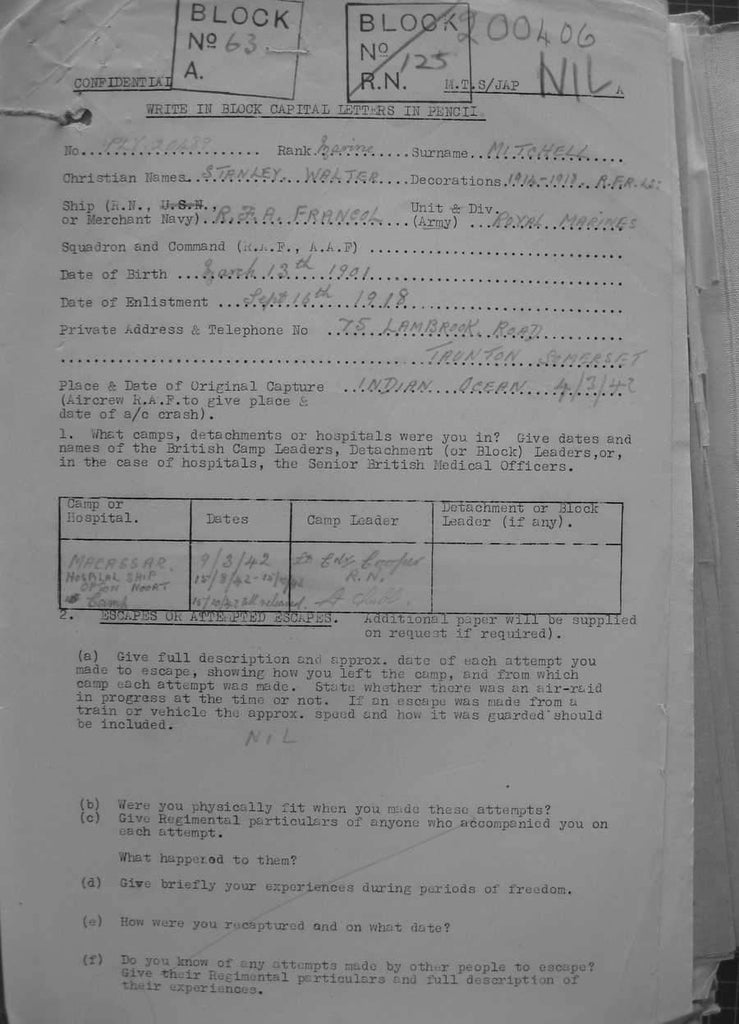 BLOCK
Nº 63.
A.
BLOCK
Nº 125
R.N.
200406
NIL
CONFIDENTIAL
M.I.S/JAP
WRITE IN BLOCK CAPITAL LETTERS IN PENCIL
No. Rank Marine Surname MITCHELL
Christian Names STANLEY WALTER Decorations 1914-1918. R.F.R.
Ship (R.N., U.S.N., or Merchant Navy) R.F.A. FRANCOL Unit & Div. (Army) ROYAL MARINES
Squadron and Command (R.A.F., A.A.F)
Date of Birth March 13th 1901
Date of Enlistment Sept 16th 1918
Private Address & Telephone No 75 LAMBROOK ROAD
TAUNTON SOMERSET
Place & Date of Original Capture INDIAN OCEAN 4/3/42
(Aircrew R.A.F.to give place &
date of a/c crash).
1. What camps, detachments or hospitals were you in? Give dates and
names of the British Camp Leaders, Detachment (or Block) Leaders,or,
in the case of hospitals, the Senior British Medical Officers.
Camp or Hospital. Dates Camp Leader Detachment or Block Leader (if any).
MACASSAR. 9/3/42 Lt Cdr Cooper R.N.
HOSPITAL SHIP OPTEN NOORT 15/8/42
Camp 15/10/42 till released.
2. ESCAPES OR ATTEMPTED ESCAPES. Additional paper will be supplied
on request if required).
(a) Give full description and approx. date of each attempt you
made to escape, showing how you left the camp, and from which
camp each attempt was made. State whether there was an air-raid
in progress at the time or not. If an escape was made from a
train or vehicle the approx. speed and how it was guarded should
be included.
NIL
(b) Were you physically fit when you made these attempts?
(c) Give Regimental particulars of anyone who accompanied you on
each attempt.
What happened to them?
(d) Give briefly your experiences during periods of freedom.
(e) How were you recaptured and on what date?
(f) Do you know of any attempts made by other people to escape?
Give their Regimental particulars and full description of
their experiences.